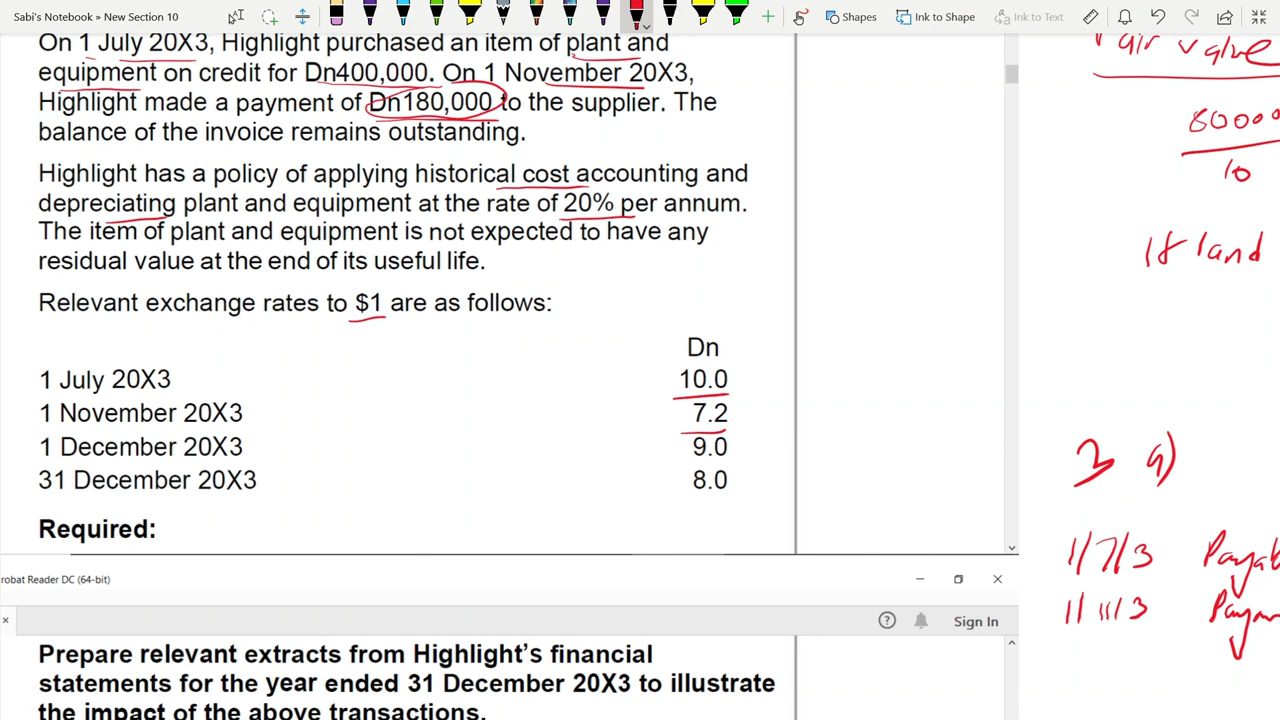 Sabi's Notebook » New Section 10
Shapes
Ink to Shape
Ink to Text
On 1 July 20X3, Highlight purchased an item of plant and
equipment on credit for Dn400,000. On 1 November 20X3,
Highlight made a payment of Dn180,000 to the supplier. The
balance of the invoice remains outstanding.
Highlight has a policy of applying historical cost accounting and
depreciating plant and equipment at the rate of 20% per annum.
The item of plant and equipment is not expected to have any
residual value at the end of its useful life.
Relevant exchange rates to $1 are as follows:
Dn
1 July 20X3 10.0
1 November 20X3 7.2
1 December 20X3 9.0
31 December 20X3 8.0
Required:
robat Reader DC (64-bit)
Sign In
Prepare relevant extracts from Highlight's financial
statements for the year ended 31 December 20X3 to illustrate
the impact of the above transactions.
Fair value
10
If land
3 a)
1/7/3 Payab
1/11/3 Paym